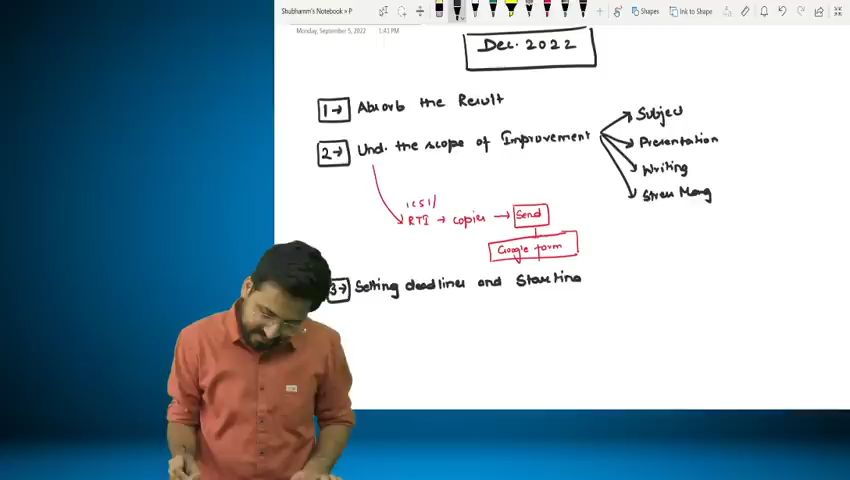 Shubhamm's Notebook » P
Shapes
Ink to Shape
Monday, September 5, 2022 1:41 PM
Dec. 2022
1→ Absorb the Result
2→ Und. the scope of Improvement
Subject
Presentation
Writing
Stress Mang
ICSI/
RTI → copies → Send
Google form
3→ Setting deadlines and Starting